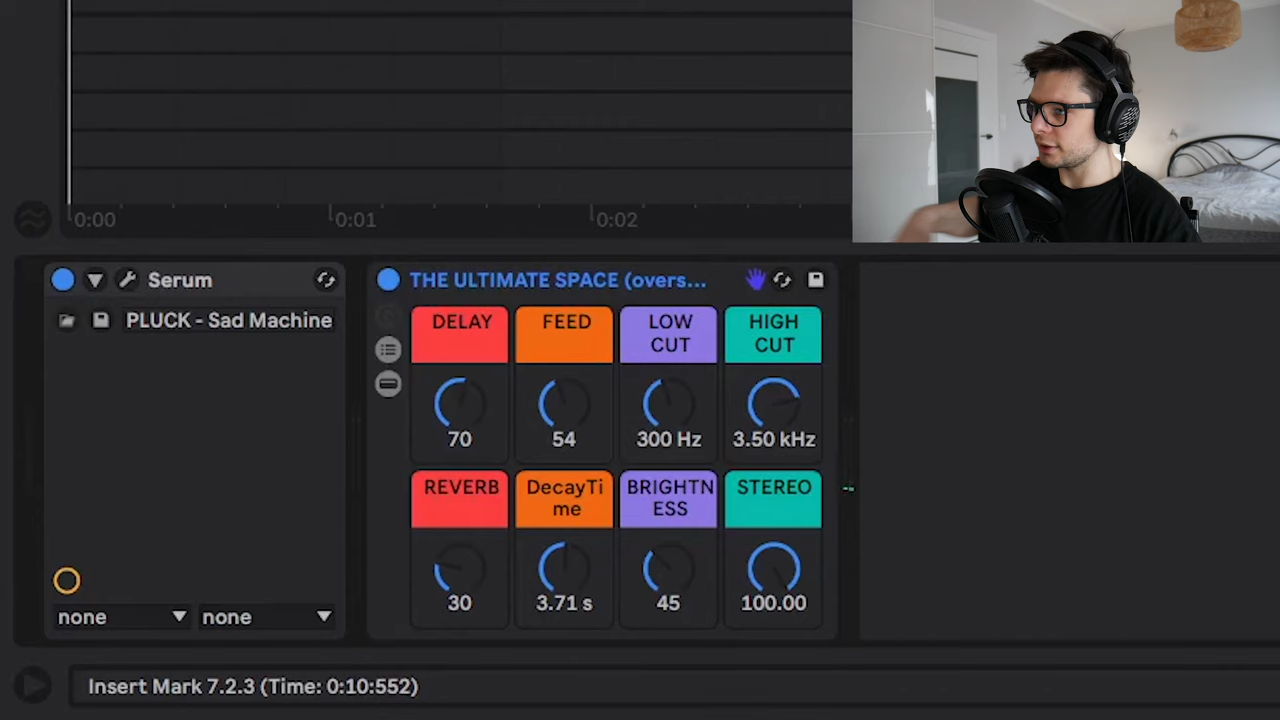 0:00
0:01
0:02
Serum
PLUCK - Sad Machine
none
none
THE ULTIMATE SPACE (overs...
DELAY
FEED
LOW
CUT
HIGH
CUT
70
54
300 Hz
3.50 kHz
REVERB
DecayTi
me
BRIGHTN
ESS
STEREO
30
3.71 s
45
100.00
Insert Mark 7.2.3 (Time: 0:10:552)